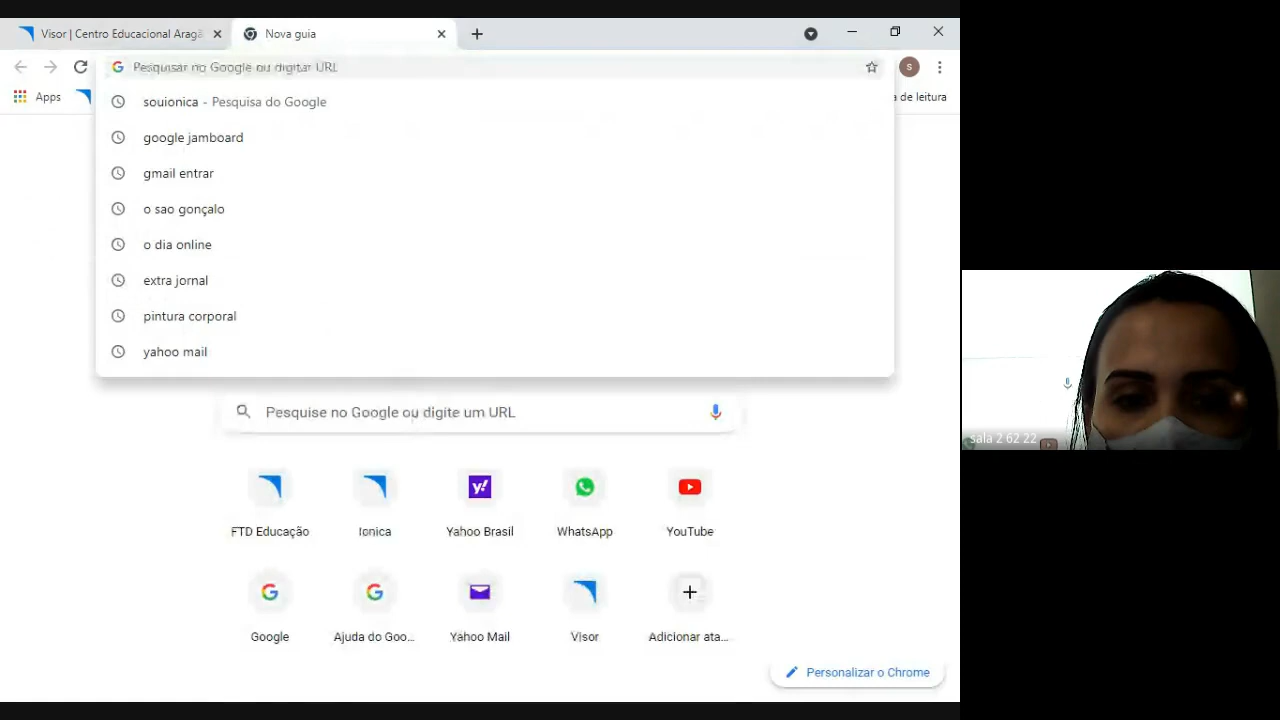 Visor | Centro Educacional Aragã
Nova guia
Pesquisar no Google ou digitar URL
s
Apps
a de leitura
souionica - Pesquisa do Google
google jamboard
gmail entrar
o sao gonçalo
o dia online
extra jornal
pintura corporal
yahoo mail
Pesquise no Google ou digite um URL
y!
FTD Educação
Ionica
Yahoo Brasil
WhatsApp
YouTube
Google
Ajuda do Goo...
Yahoo Mail
Visor
Adicionar ata...
Personalizar o Chrome
sala 2 62 22